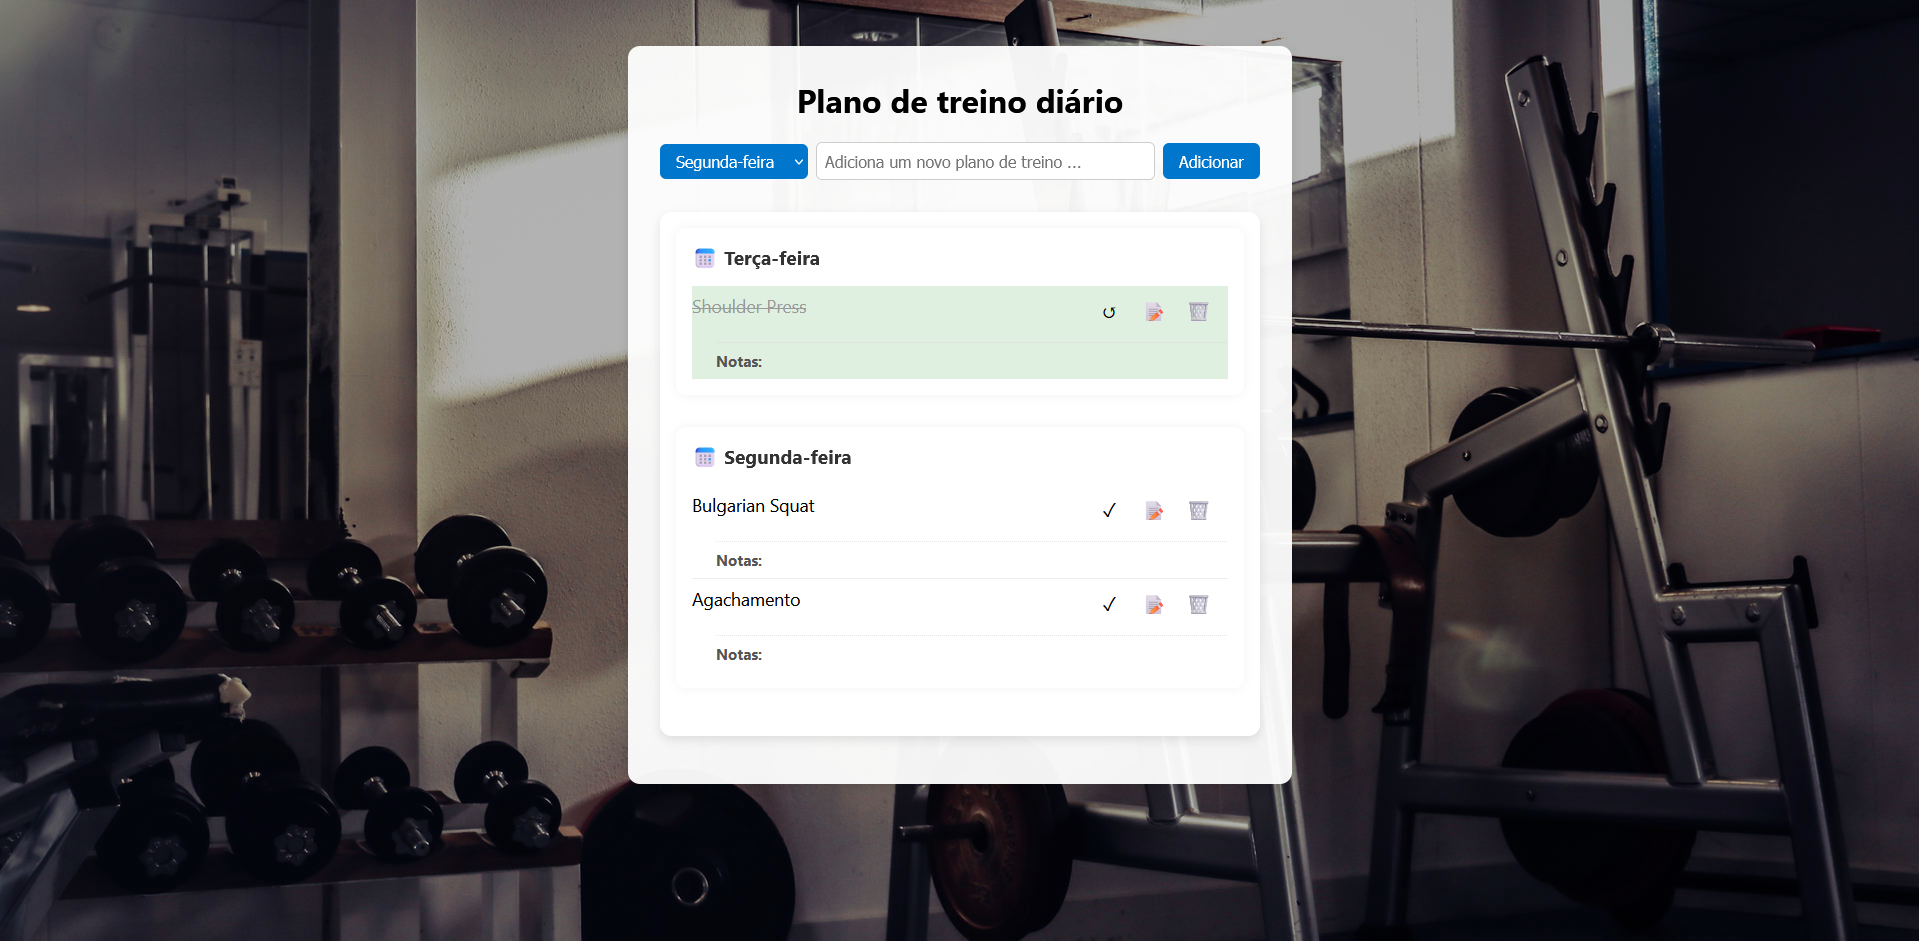 Plano de treino diário
Segunda-feira Adiciona um novo plano de treino ... Adicionar
Terça-feira
Shoulder Press
Notas:
Segunda-feira
Bulgarian Squat
Notas:
Agachamento
Notas: